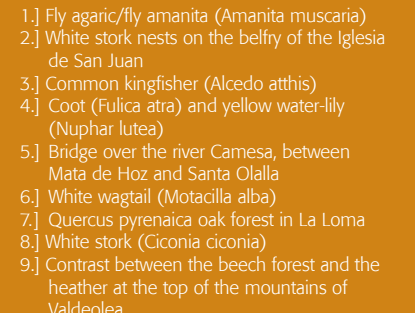 1.] Fly agaric/fly amanita (Amanita muscaria)
2.] White stork nests on the belfry of the Iglesia
de San Juan
3.] Common kingfisher (Alcedo atthis)
4.] Coot (Fulica atra) and yellow water-lily
(Nuphar lutea)
5.] Bridge over the river Camesa, between
Mata de Hoz and Santa Olalla
6.] White wagtail (Motacilla alba)
7.] Quercus pyrenaica oak forest in La Loma
8.] White stork (Ciconia ciconia)
9.] Contrast between the beech forest and the
heather at the top of the mountains of
Valdeolea